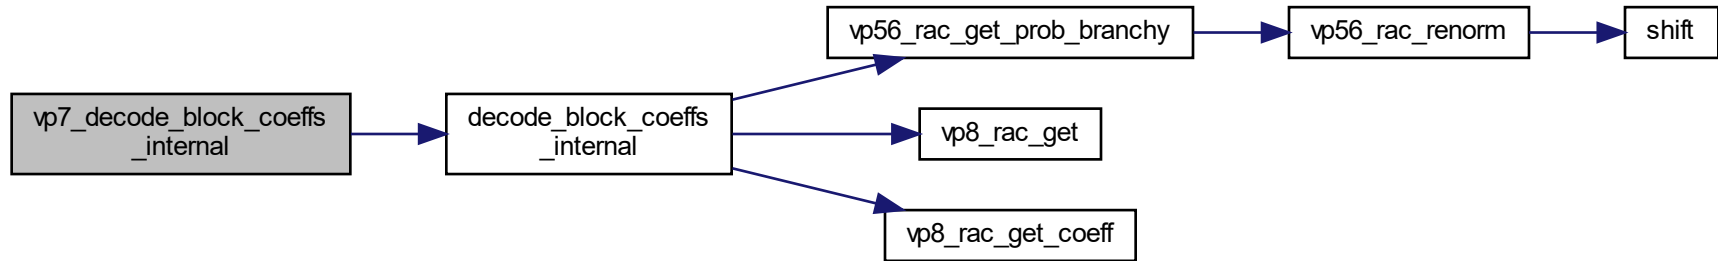 vp7_decode_block_coeffs
_internal
decode_block_coeffs
_internal
vp56_rac_get_prob_branchy
vp56_rac_renorm
shift
vp8_rac_get
vp8_rac_get_coeff